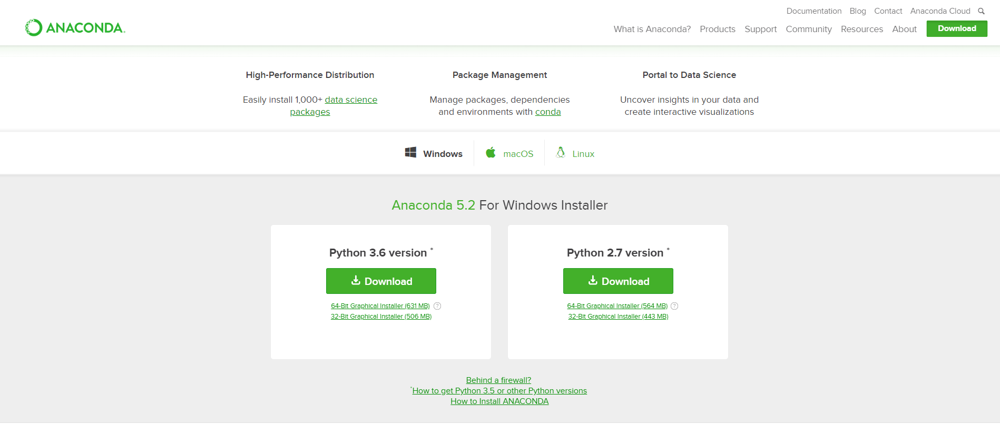 Documentation Blog Contact Anaconda Cloud
ANANCONDA.
What is Anaconda? Products Support Community Resources About Download
High-Performance Distribution
Easily install 1,000+ data science
packages
Package Management
Manage packages, dependencies
and environments with conda
Portal to Data Science
Uncover insights in your data and
create interactive visualizations
Windows macOS Linux
Anaconda 5.2 For Windows Installer
Python 3.6 version *
Download
64-Bit Graphical Installer (631 MB) ?
32-Bit Graphical Installer (506 MB)
Python 2.7 version *
Download
64-Bit Graphical Installer (564 MB) ?
32-Bit Graphical Installer (443 MB)
Behind a firewall?
*How to get Python 3.5 or other Python versions
How to Install ANACONDA